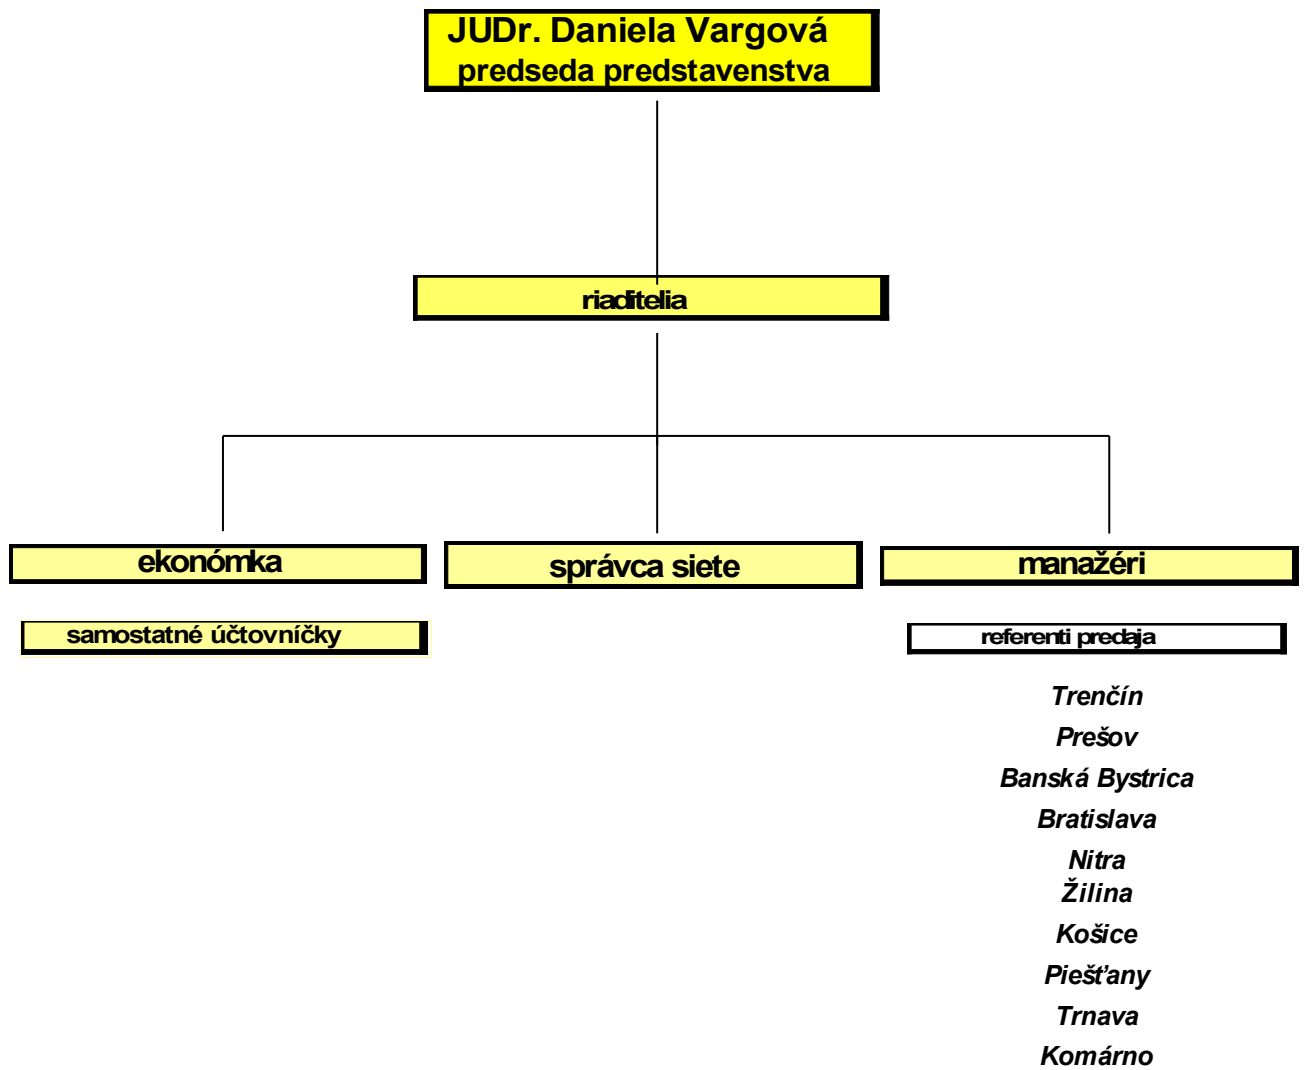 JUDr. Daniela Vargová
predseda predstavenstva
riaditelia
ekonómka
správca siete
manažéri
samostatné účtovníčky
referenti predaja
Trenčín
Prešov
Banská Bystrica
Bratislava
Nitra
Žilina
Košice
Piešťany
Trnava
Komárno